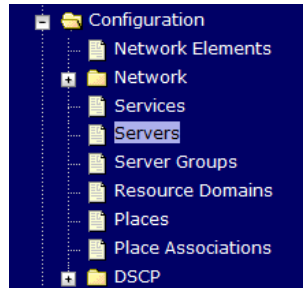 Configuration
Network Elements
Network
Services
Servers
Server Groups
Resource Domains
Places
Place Associations
DSCP